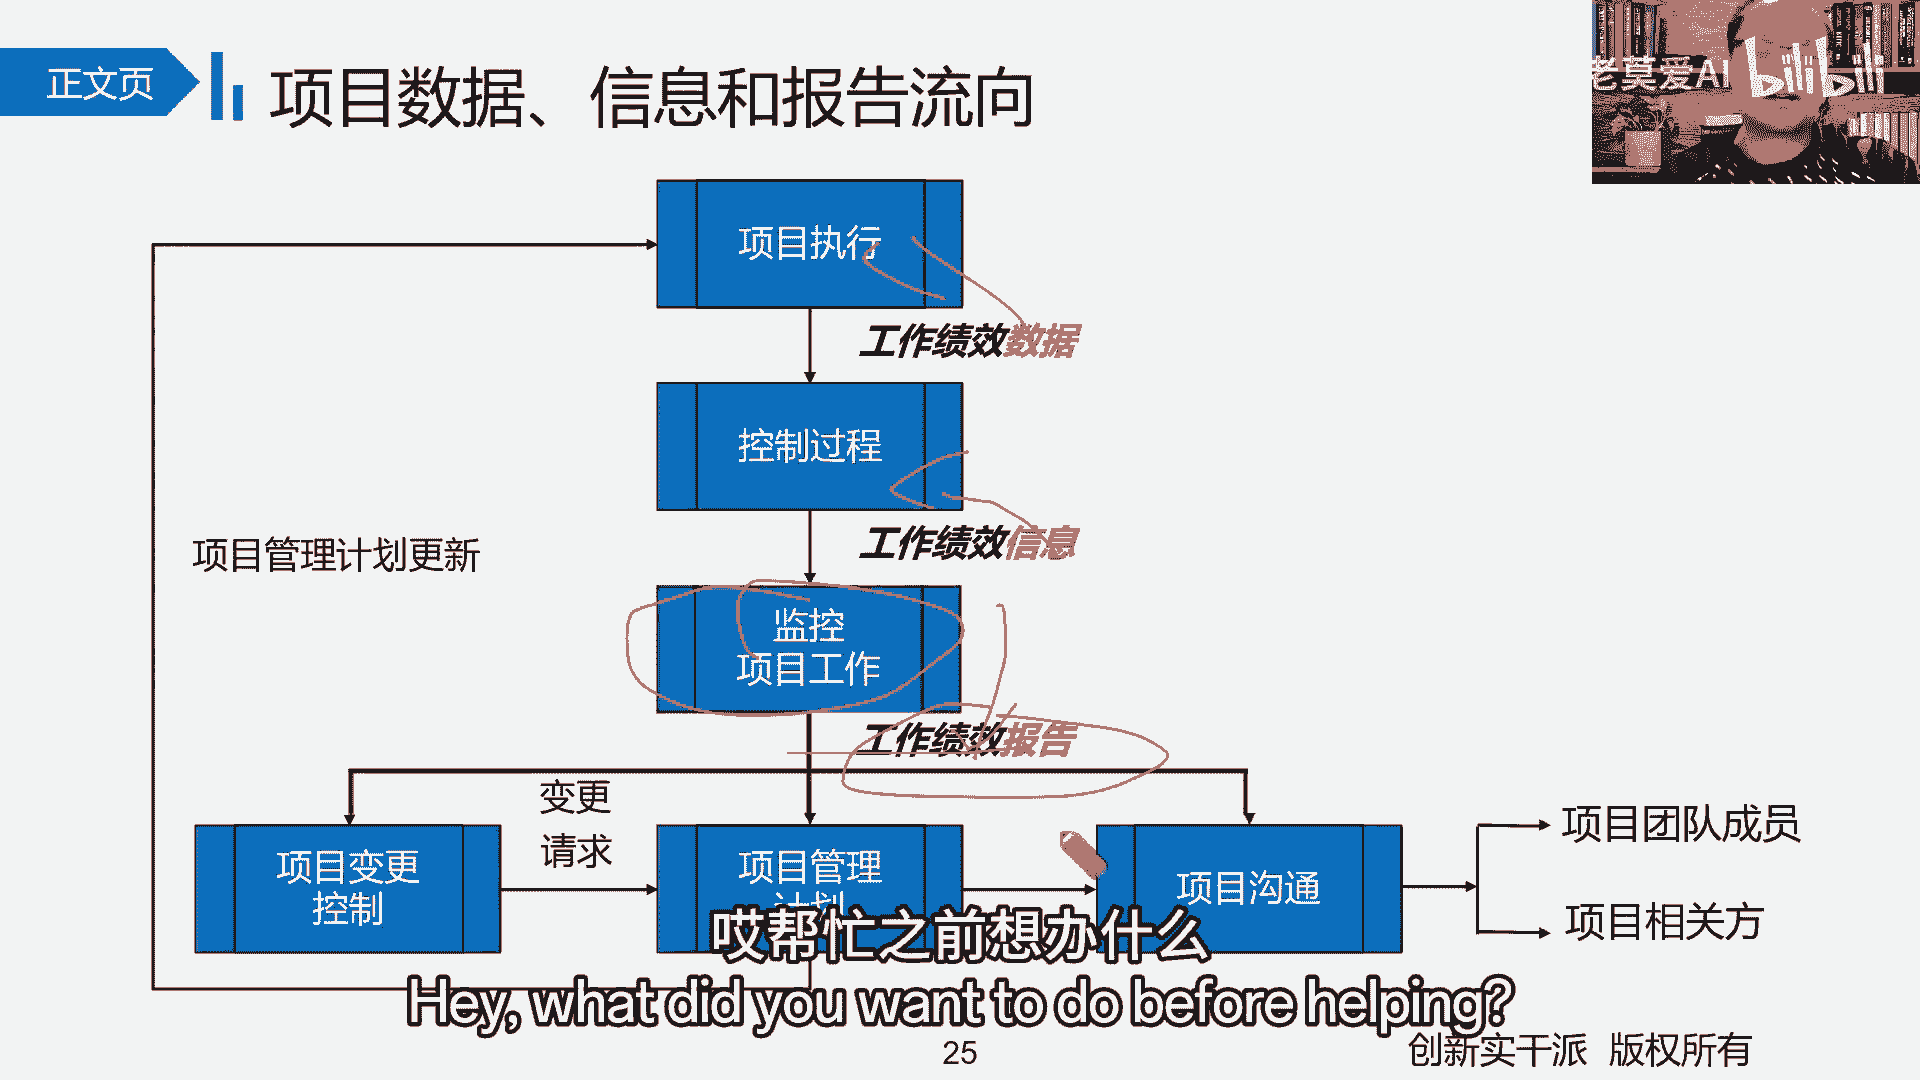 正文页
项目数据、信息和报告流向
老莫爱AI bilibili
项目执行
工作绩效数据
控制过程
工作绩效信息
项目管理计划更新
监控
项目工作
工作绩效报告
变更
请求
项目变更
控制
项目管理
计划
项目沟通
项目团队成员
项目相关方
哎帮忙之前想办什么
Hey, what did you want to do before helping?
25
创新实干派 版权所有